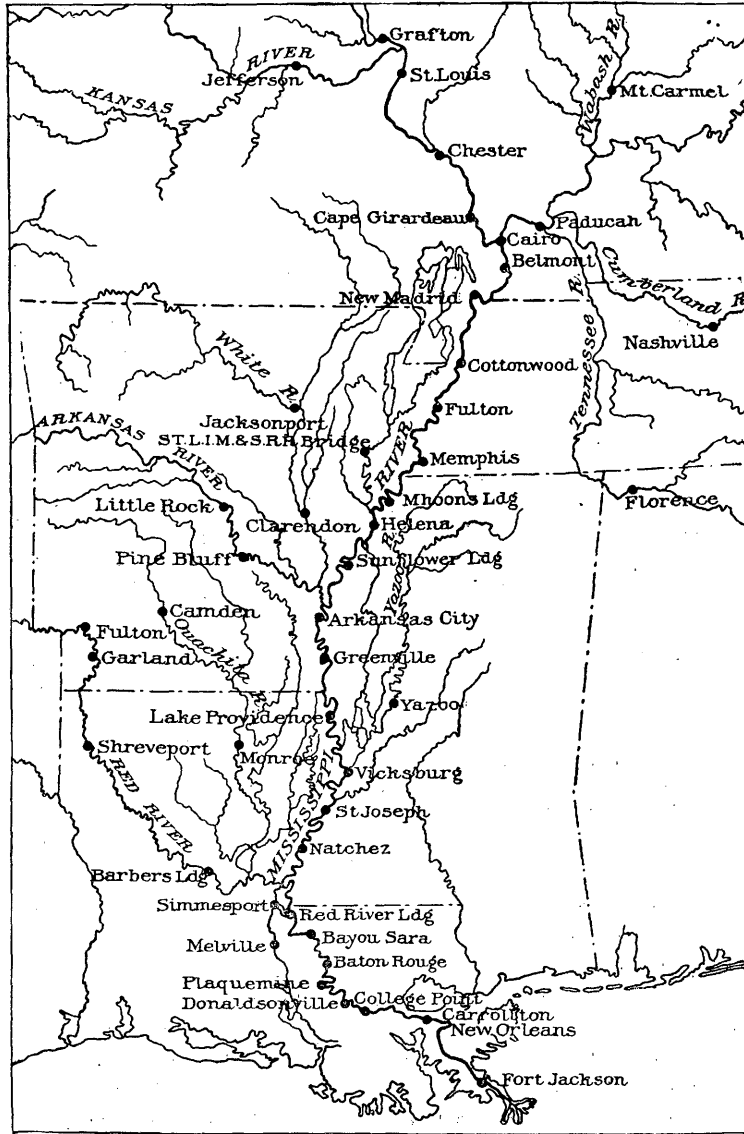 Grafton
RIVER
Jefferson
St. Louis
KANSAS
Wabash R.
Mt. Carmel
Chester
Cape Girardeau
Paducah
Cairo
Belmont
Cumberland R.
New Madrid
Tennessee R.
Nashville
White R.
Cottonwood
Jacksonport
Fulton
ST.L.I.M.& S.R.R. Bridge
ARKANSAS RIVER
RIVER
Memphis
Mhoons Ldg
Florence
Little Rock
Clarendon
Helena
Pine Bluff
Sunflower Ldg
Yazoo R.
Camden
Arkansas City
Fulton
Ouachita R.
Garland
Greenville
Lake Providence
Yazoo
Shreveport
Monroe
Vicksburg
RED RIVER
MISSISSIPPI
St Joseph
Natchez
Barbers Ldg
Simmesport
Red River Ldg
Bayou Sara
Melville
Baton Rouge
Plaquemine
Donaldsonville
College Point
Carrollton
New Orleans
Fort Jackson